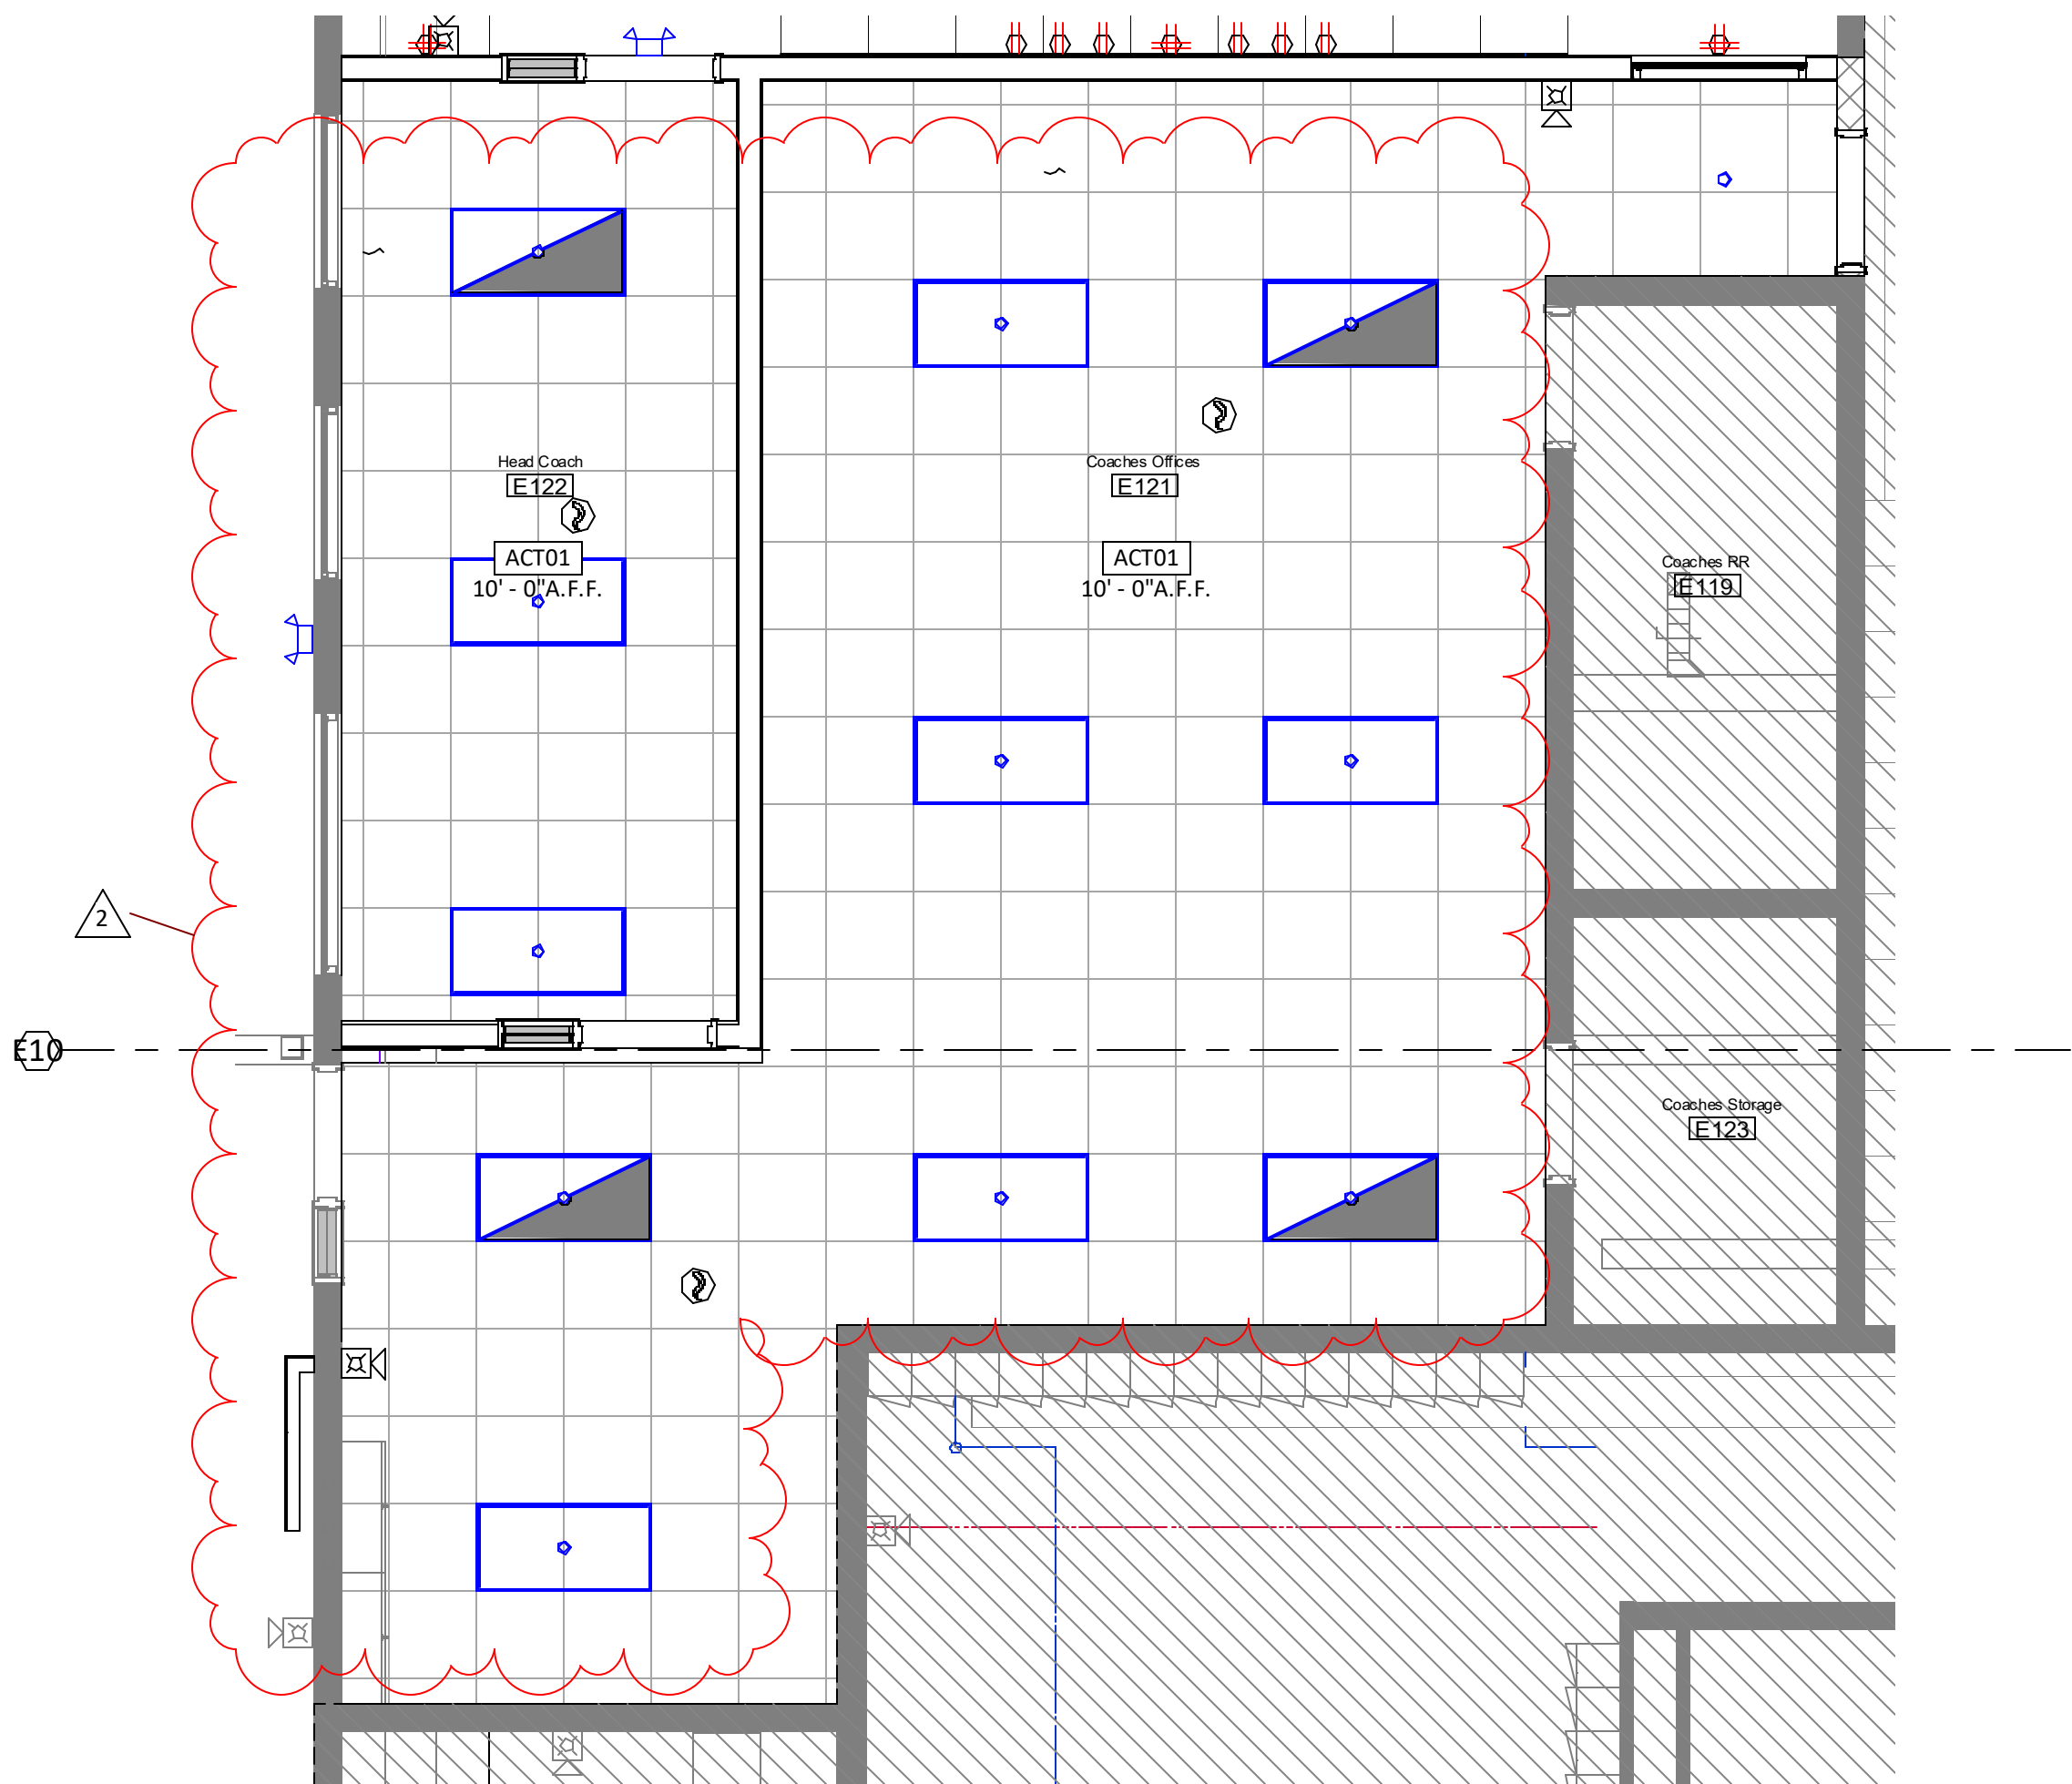 Head Coach
E122
ACT01
10' - 0"A.F.F.
Coaches Offices
E121
ACT01
10' - 0"A.F.F.
Coaches RR
E119
2
E10
Coaches Storage
E123